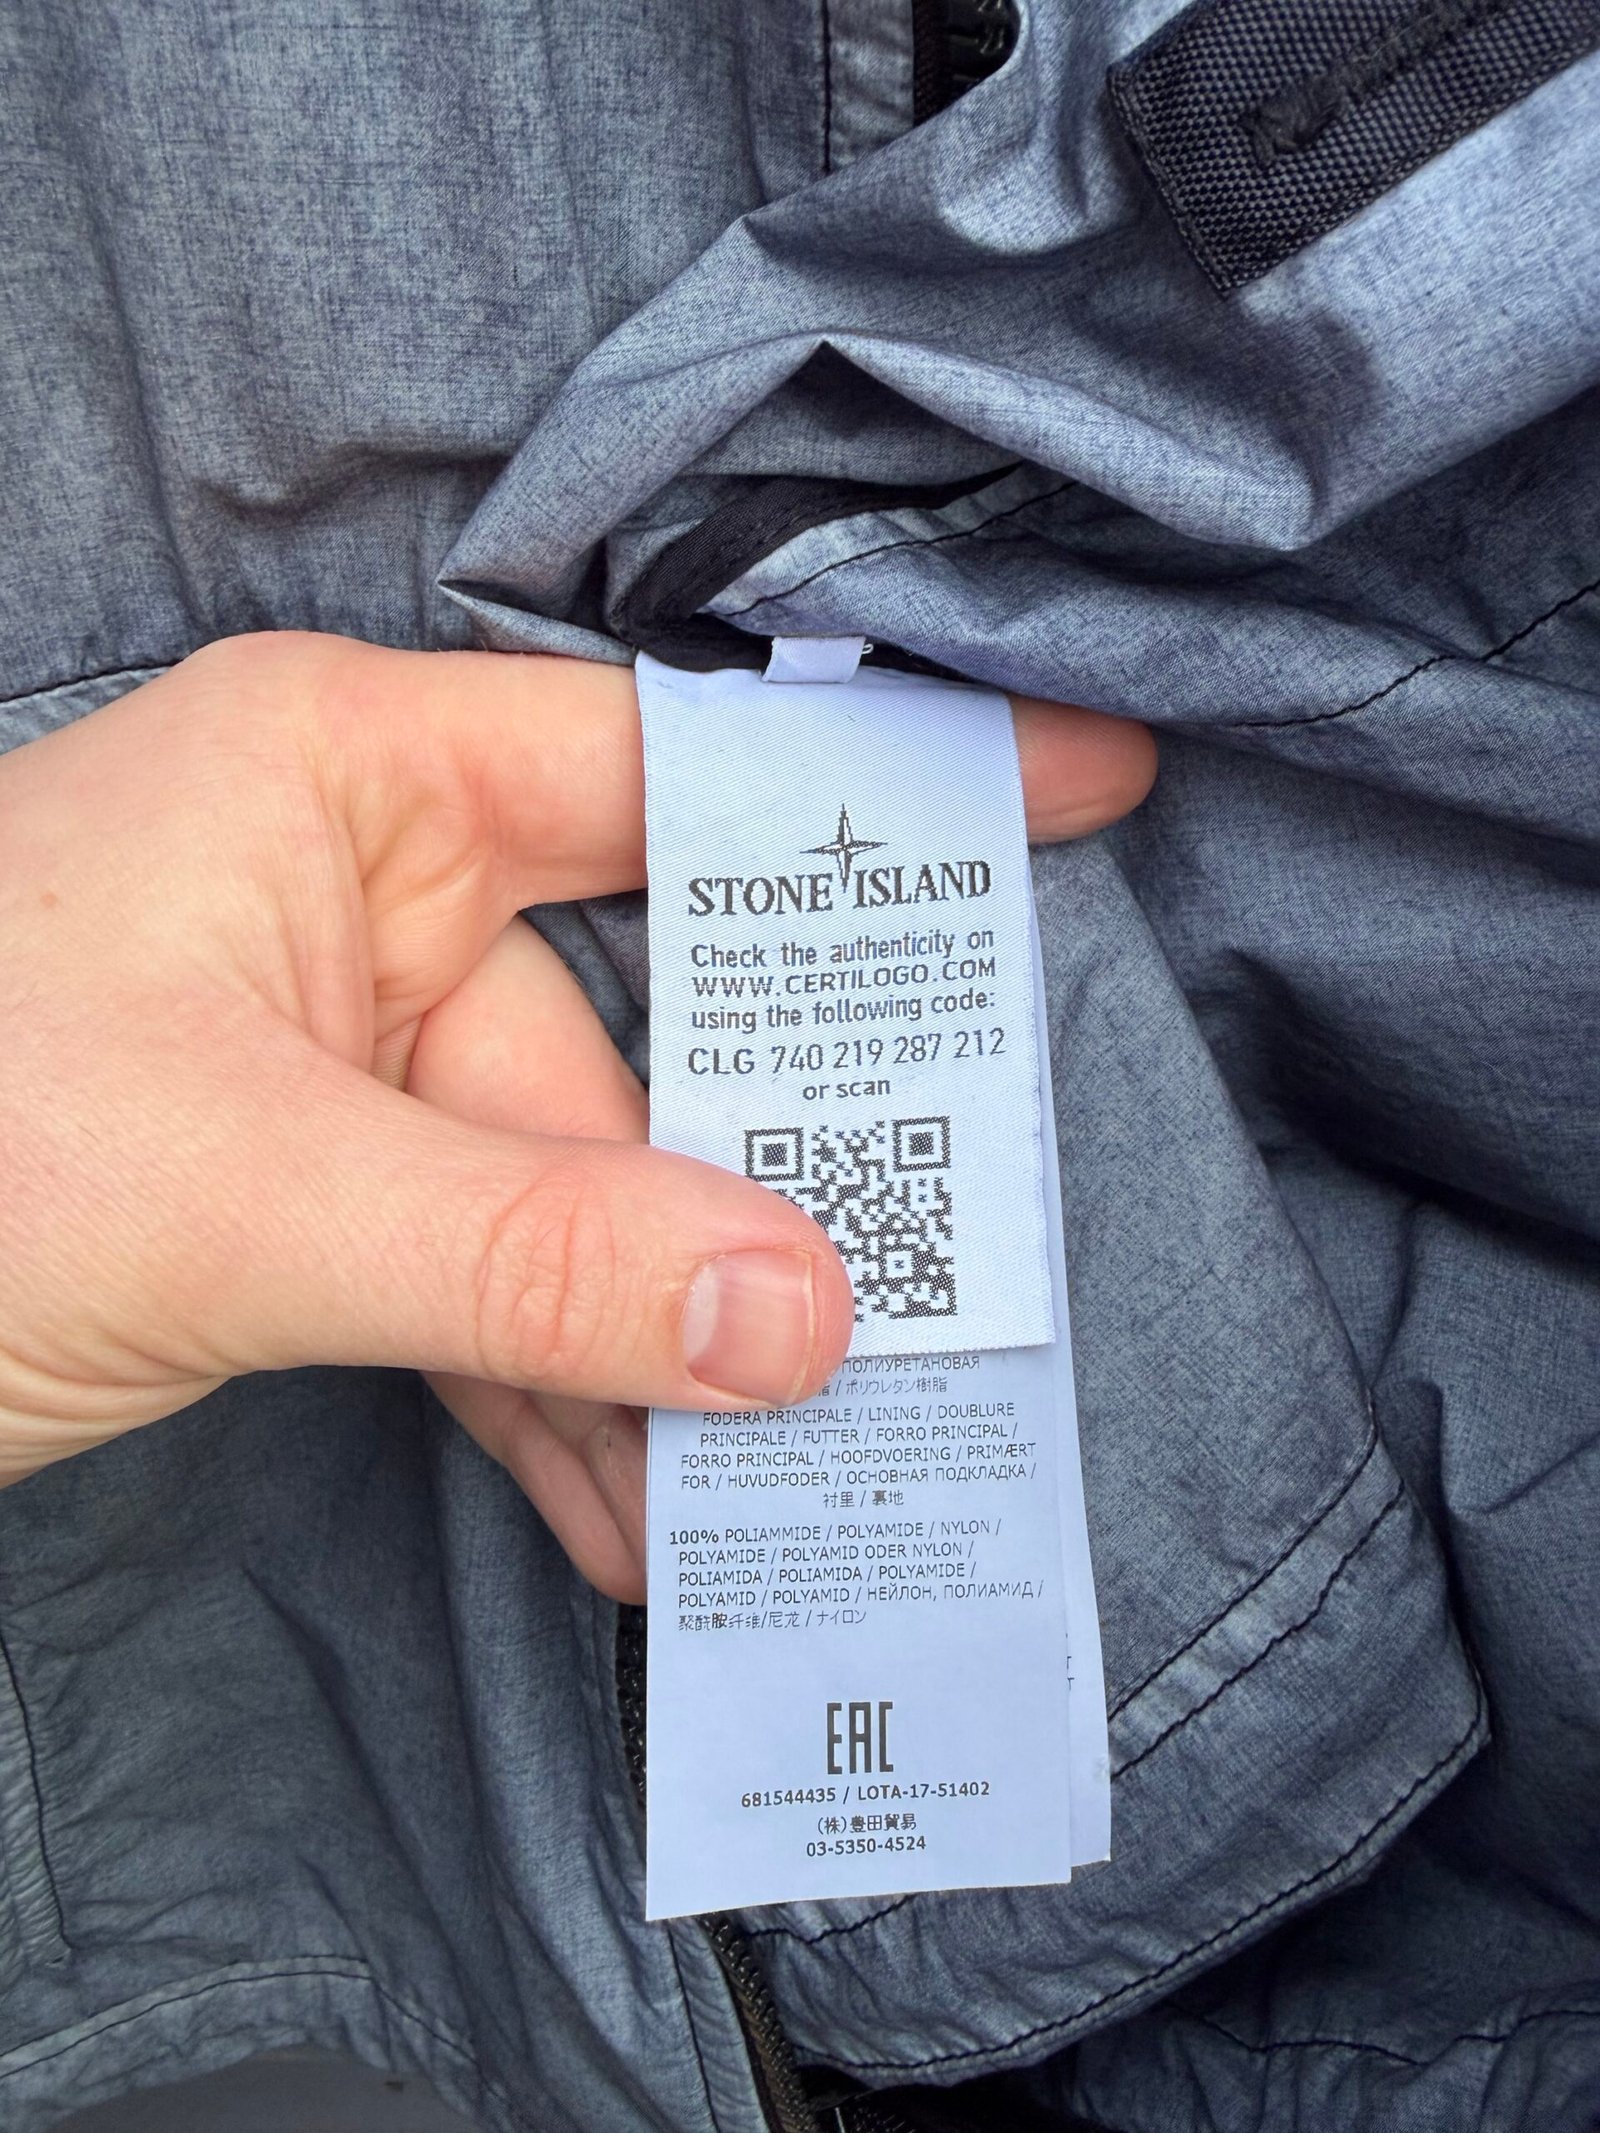 STONE ISLAND
Check the authenticity on
WWW.CERTILOGO.COM
using the following code:
CLG 740 219 287 212
or scan
ПОЛИУРЕТАНОВАЯ
脂 / ポリウレタン樹脂
FODERA PRINCIPALE / LINING / DOUBLURE
PRINCIPALE / FUTTER / FORRO PRINCIPAL /
FORRO PRINCIPAL / HOOFDVOERING / PRIMÆRT
FOR / HUVUDFODER / ОСНОВНАЯ ПОДКЛАДКА /
衬里 / 裏地
100% POLIAMMIDE / POLYAMIDE / NYLON /
POLYAMIDE / POLYAMID ODER NYLON /
POLIAMIDA / POLIAMIDA / POLYAMIDE /
POLYAMID / POLYAMID / НЕЙЛОН, ПОЛИАМИД /
聚酰胺纤维/尼龙 / ナイロン
EAC
681544435 / LOTA-17-51402
(株)豊田貿易
03-5350-4524